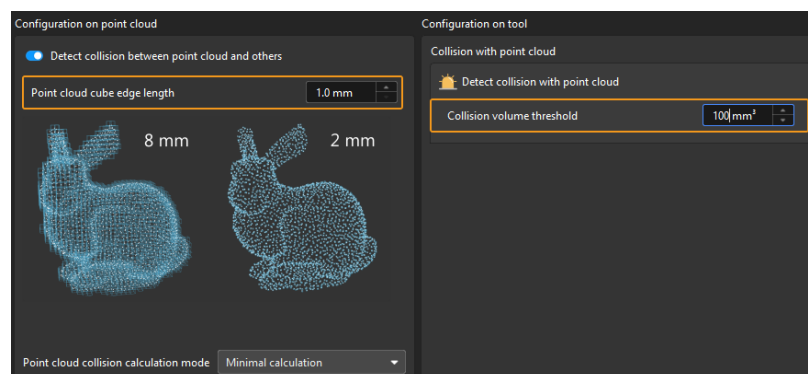 Configuration on point cloud
Detect collision between point cloud and others
Point cloud cube edge length 1.0 mm
8 mm 2 mm
Point cloud collision calculation mode Minimal calculation
Configuration on tool
Collision with point cloud
Detect collision with point cloud
Collision volume threshold 100 mm³